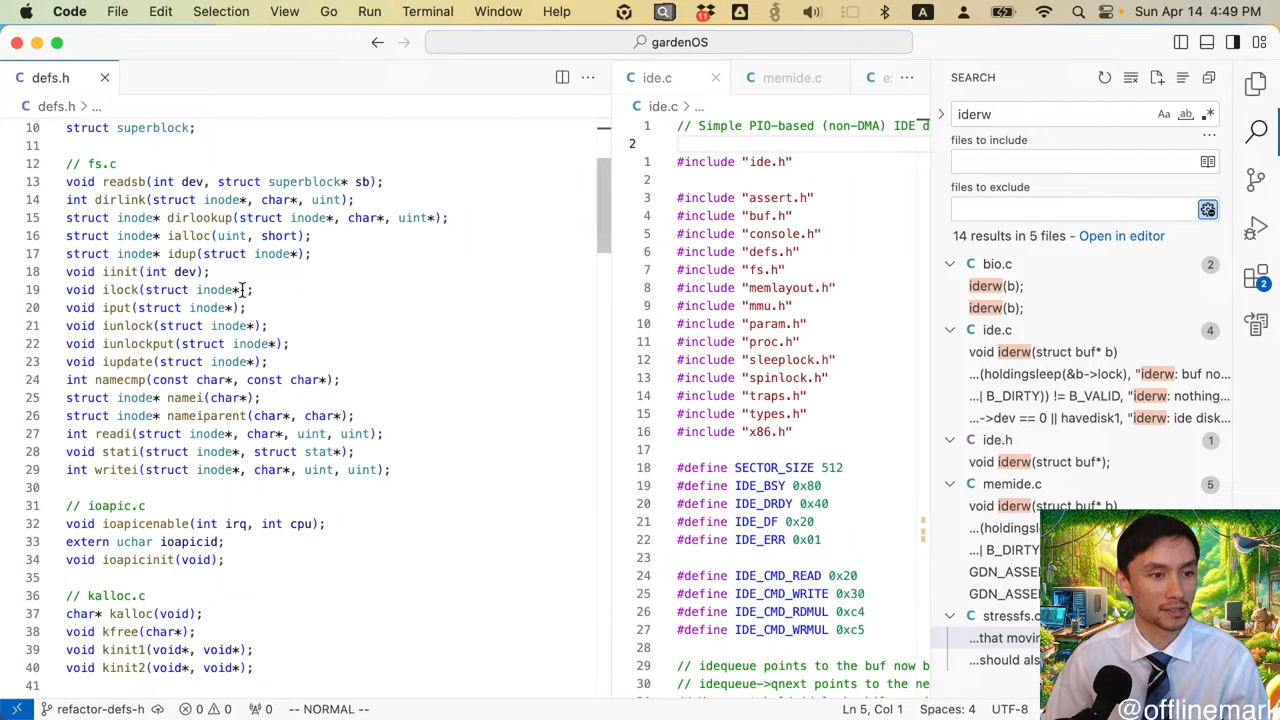 Code File Edit Selection View Go Run Terminal Window Help A Sun Apr 14 4:49 PM
gardenOS
defs.h
ide.c memide.c
defs.h > ...
ide.c > ...
10 struct superblock;
11
12 // fs.c
13 void readsb(int dev, struct superblock* sb);
14 int dirlink(struct inode*, char*, uint);
15 struct inode* dirlookup(struct inode*, char*, uint*);
16 struct inode* ialloc(uint, short);
17 struct inode* idup(struct inode*);
18 void iinit(int dev);
19 void ilock(struct inode*);
20 void iput(struct inode*);
21 void iunlock(struct inode*);
22 void iunlockput(struct inode*);
23 void iupdate(struct inode*);
24 int namecmp(const char*, const char*);
25 struct inode* namei(char*);
26 struct inode* nameiparent(char*, char*);
27 int readi(struct inode*, char*, uint, uint);
28 void stati(struct inode*, struct stat*);
29 int writei(struct inode*, char*, uint, uint);
30
31 // ioapic.c
32 void ioapicenable(int irq, int cpu);
33 extern uchar ioapicid;
34 void ioapicinit(void);
35
36 // kalloc.c
37 char* kalloc(void);
38 void kfree(char*);
39 void kinit1(void*, void*);
40 void kinit2(void*, void*);
41
1 // Simple PIO-based (non-DMA) IDE d
2
1 #include "ide.h"
2
3 #include "assert.h"
4 #include "buf.h"
5 #include "console.h"
6 #include "defs.h"
7 #include "fs.h"
8 #include "memlayout.h"
9 #include "mmu.h"
10 #include "param.h"
11 #include "proc.h"
12 #include "sleeplock.h"
13 #include "spinlock.h"
14 #include "traps.h"
15 #include "types.h"
16 #include "x86.h"
17
18 #define SECTOR_SIZE 512
19 #define IDE_BSY 0x80
20 #define IDE_DRDY 0x40
21 #define IDE_DF 0x20
22 #define IDE_ERR 0x01
23
24 #define IDE_CMD_READ 0x20
25 #define IDE_CMD_WRITE 0x30
26 #define IDE_CMD_RDMUL 0xc4
27 #define IDE_CMD_WRMUL 0xc5
28
29 // idequeue points to the buf now b
30 // idequeue->qnext points to the ne
SEARCH
iderw Aa ab .*
files to include
files to exclude
14 results in 5 files - Open in editor
bio.c 2
iderw(b);
iderw(b);
ide.c 4
void iderw(struct buf* b)
...(holdingsleep(&b->lock), "iderw: buf no...
...| B_DIRTY)) != B_VALID, "iderw: nothing...
...->dev == 0 || havedisk1, "iderw: ide disk...
ide.h 1
void iderw(struct buf*);
memide.c 5
void iderw(struct buf* b)
...(holdings
...| B_DIRTY
GDN_ASSE
GDN_ASSE
stressfs.c
...that movin
...should als
2
refactor-defs-h 0 0 0 -- NORMAL -- Ln 5, Col 1 Spaces: 4 UTF-8
@offlinemark